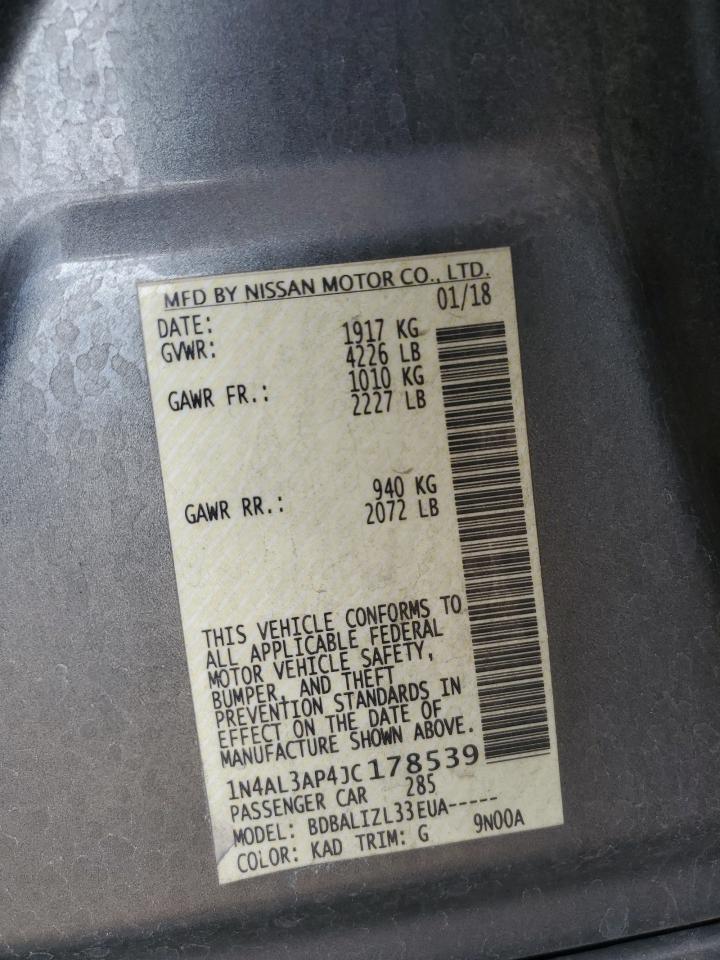 MFD BY NISSAN MOTOR CO., LTD.
DATE: 01/18
GVWR: 1917 KG
4226 LB
GAWR FR.: 1010 KG
2227 LB
GAWR RR.: 940 KG
2072 LB
THIS VEHICLE CONFORMS TO
ALL APPLICABLE FEDERAL
MOTOR VEHICLE SAFETY,
BUMPER, AND THEFT
PREVENTION STANDARDS IN
EFFECT ON THE DATE OF
MANUFACTURE SHOWN ABOVE.
1N4AL3AP4JC178539
PASSENGER CAR 285
MODEL: BDBALIZL33EUA-----
COLOR: KAD TRIM: G 9N00A